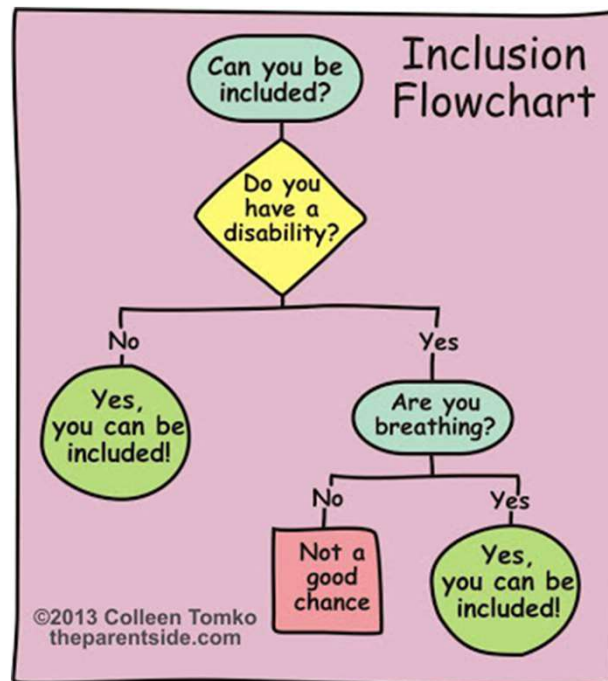 Inclusion
Flowchart
Can you be
included?
Do you
have a
disability?
No
Yes
Yes,
you can be
included!
Are you
breathing?
No
Yes
Not a
good
chance
Yes,
you can be
included!
©2013 Colleen Tomko
theparentside.com